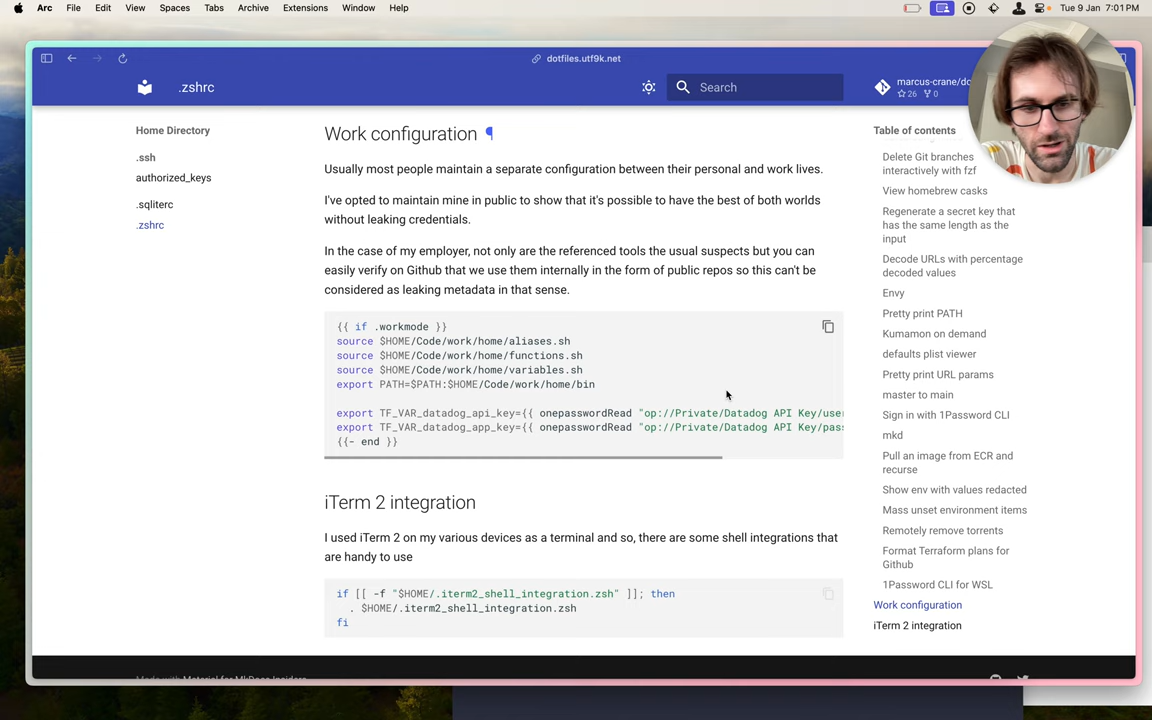 Arc File Edit View Spaces Tabs Archive Extensions Window Help
Tue 9 Jan 7:01 PM
dotfiles.utf9k.net
.zshrc
Search
marcus-crane/do
26 0
Home Directory
.ssh
authorized_keys
.sqliterc
.zshrc
Work configuration ¶
Usually most people maintain a separate configuration between their personal and work lives.
I've opted to maintain mine in public to show that it's possible to have the best of both worlds
without leaking credentials.
In the case of my employer, not only are the referenced tools the usual suspects but you can
easily verify on Github that we use them internally in the form of public repos so this can't be
considered as leaking metadata in that sense.
{{ if .workmode }}
source $HOME/Code/work/home/aliases.sh
source $HOME/Code/work/home/functions.sh
source $HOME/Code/work/home/variables.sh
export PATH=$PATH:$HOME/Code/work/home/bin
export TF_VAR_datadog_api_key={{ onepasswordRead "op://Private/Datadog API Key/user
export TF_VAR_datadog_app_key={{ onepasswordRead "op://Private/Datadog API Key/pas
{{- end }}
iTerm 2 integration
I used iTerm 2 on my various devices as a terminal and so, there are some shell integrations that
are handy to use
if [[ -f "$HOME/.iterm2_shell_integration.zsh" ]]; then
. $HOME/.iterm2_shell_integration.zsh
fi
Table of contents
Delete Git branches
interactively with fzf
View homebrew casks
Regenerate a secret key that
has the same length as the
input
Decode URLs with percentage
decoded values
Envy
Pretty print PATH
Kumamon on demand
defaults plist viewer
Pretty print URL params
master to main
Sign in with 1Password CLI
mkd
Pull an image from ECR and
recurse
Show env with values redacted
Mass unset environment items
Remotely remove torrents
Format Terraform plans for
Github
1Password CLI for WSL
Work configuration
iTerm 2 integration
Made with Material for MkDocs Insiders